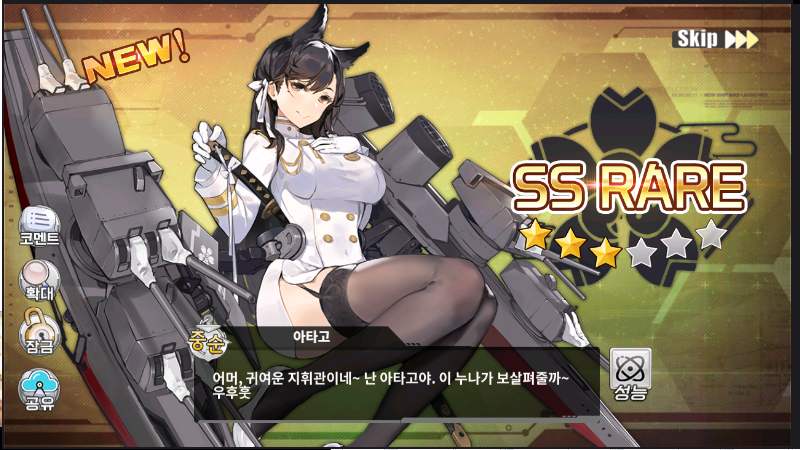 NEW!
Skip
SS RARE
코멘트
확대
잠금
공유
중순
아타고
어머, 귀여운 지휘관이네~ 난 아타고야. 이 누나가 보살펴줄까~
우후훗
성능